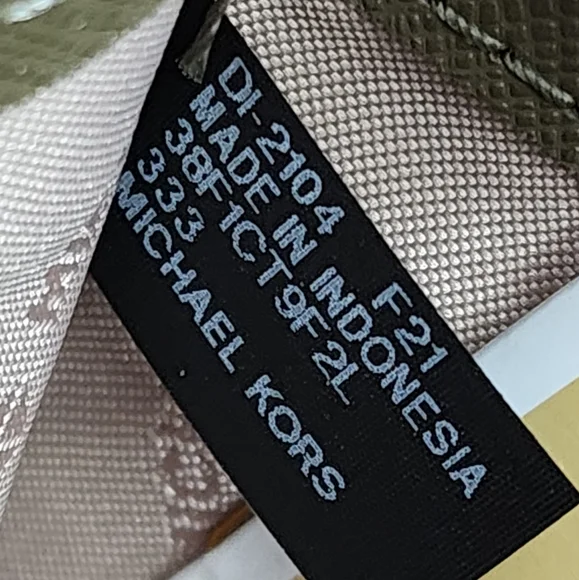 DI-2104 F21
MADE IN INDONESIA
38F1CT9F2L
333
MICHAEL KORS